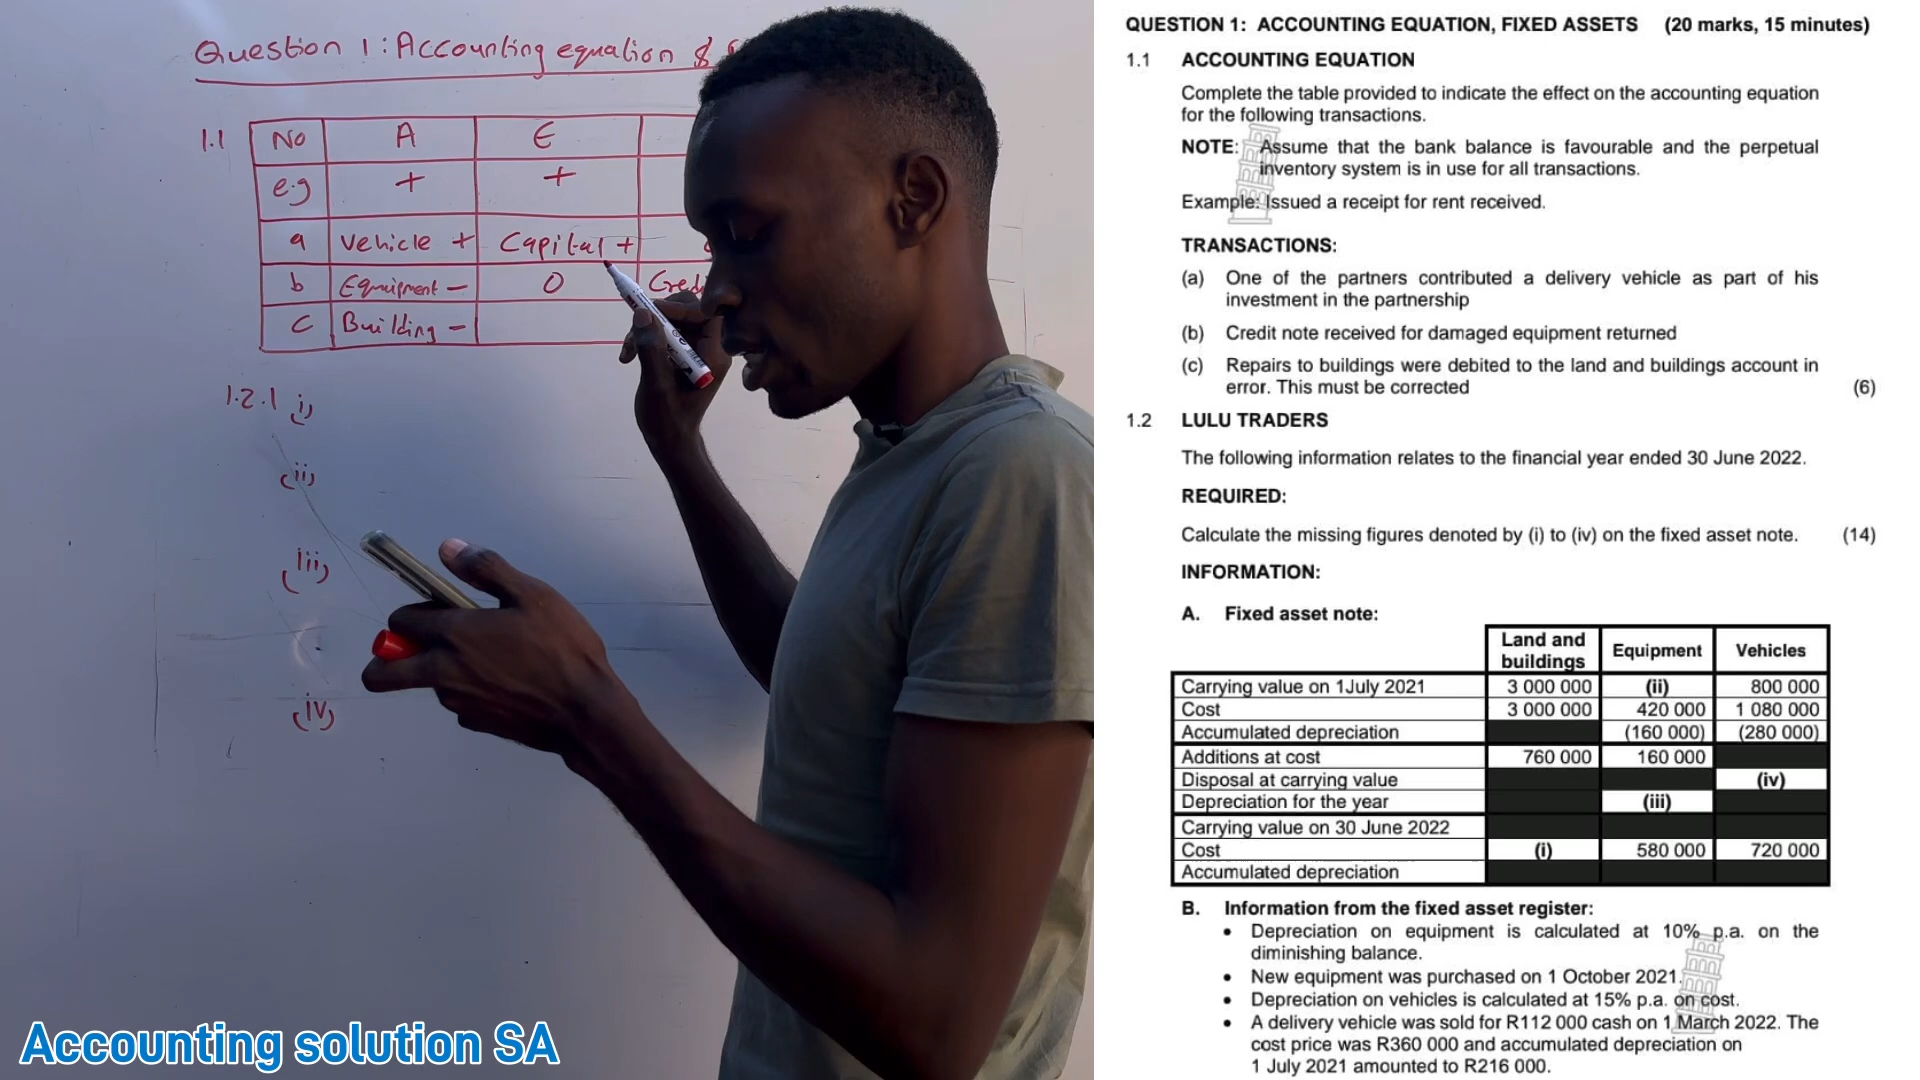 Question 1: Accounting equation &
1.1
No A E
e.g + +
a Vehicle + Capital +
b Equipment - 0
c Building -
1.2.1 (i)
(ii)
(iii)
(iv)
Accounting solution SA
QUESTION 1: ACCOUNTING EQUATION, FIXED ASSETS (20 marks, 15 minutes)
1.1 ACCOUNTING EQUATION
Complete the table provided to indicate the effect on the accounting equation
for the following transactions.
NOTE: Assume that the bank balance is favourable and the perpetual
inventory system is in use for all transactions.
Example: Issued a receipt for rent received.
TRANSACTIONS:
(a) One of the partners contributed a delivery vehicle as part of his
investment in the partnership
(b) Credit note received for damaged equipment returned
(c) Repairs to buildings were debited to the land and buildings account in
error. This must be corrected (6)
1.2 LULU TRADERS
The following information relates to the financial year ended 30 June 2022.
REQUIRED:
Calculate the missing figures denoted by (i) to (iv) on the fixed asset note. (14)
INFORMATION:
A. Fixed asset note:
Land and
buildings Equipment Vehicles
Carrying value on 1July 2021 3 000 000 (ii) 800 000
Cost 3 000 000 420 000 1 080 000
Accumulated depreciation (160 000) (280 000)
Additions at cost 760 000 160 000
Disposal at carrying value (iv)
Depreciation for the year (iii)
Carrying value on 30 June 2022
Cost (i) 580 000 720 000
Accumulated depreciation
B. Information from the fixed asset register:
• Depreciation on equipment is calculated at 10% p.a. on the
diminishing balance.
• New equipment was purchased on 1 October 2021.
• Depreciation on vehicles is calculated at 15% p.a. on cost.
• A delivery vehicle was sold for R112 000 cash on 1 March 2022. The
cost price was R360 000 and accumulated depreciation on
1 July 2021 amounted to R216 000.